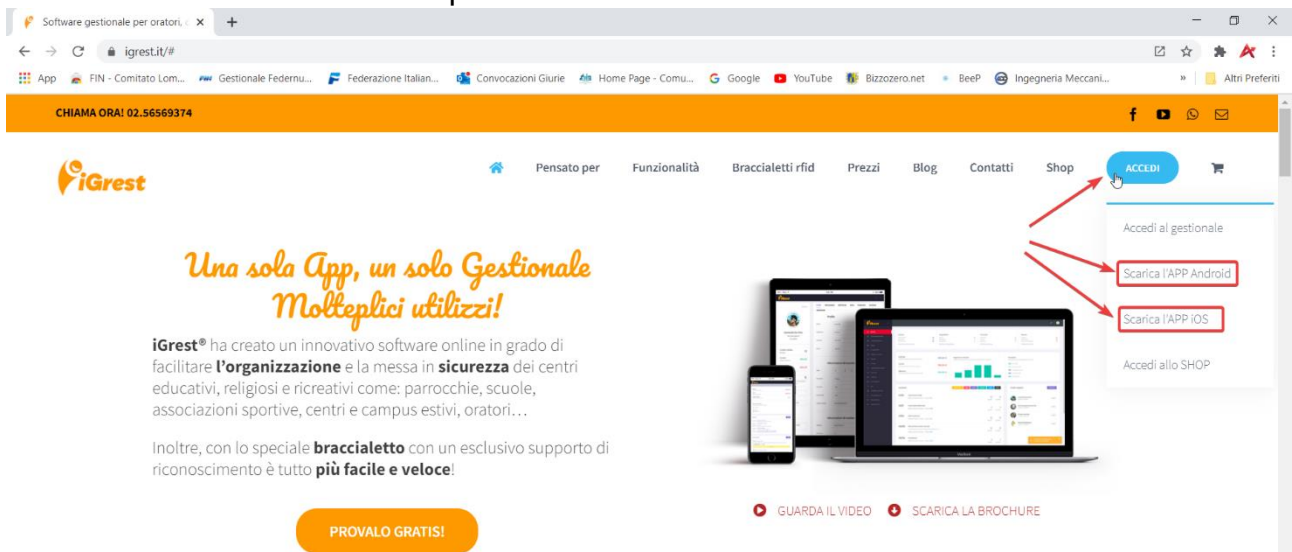 Software gestionale per oratori, c
igrest.it/#
App
FIN - Comitato Lom...
Gestionale Federnu...
Federazione Italian...
Convocazioni Giurie
Home Page - Comu...
Google
YouTube
Bizzozero.net
BeeP
Ingegneria Meccani...
»
Altri Preferiti
CHIAMA ORA! 02.56569374
iGrest
Pensato per
Funzionalità
Braccialetti rfid
Prezzi
Blog
Contatti
Shop
ACCEDI
Accedi al gestionale
Scarica l'APP Android
Scarica l'APP iOS
Accedi allo SHOP
Una sola App, un solo Gestionale
Molteplici utilizzi!
iGrest® ha creato un innovativo software online in grado di
facilitare l'organizzazione e la messa in sicurezza dei centri
educativi, religiosi e ricreativi come: parrocchie, scuole,
associazioni sportive, centri e campus estivi, oratori...
Inoltre, con lo speciale braccialetto con un esclusivo supporto di
riconoscimento è tutto più facile e veloce!
PROVALO GRATIS!
GUARDA IL VIDEO
SCARICA LA BROCHURE